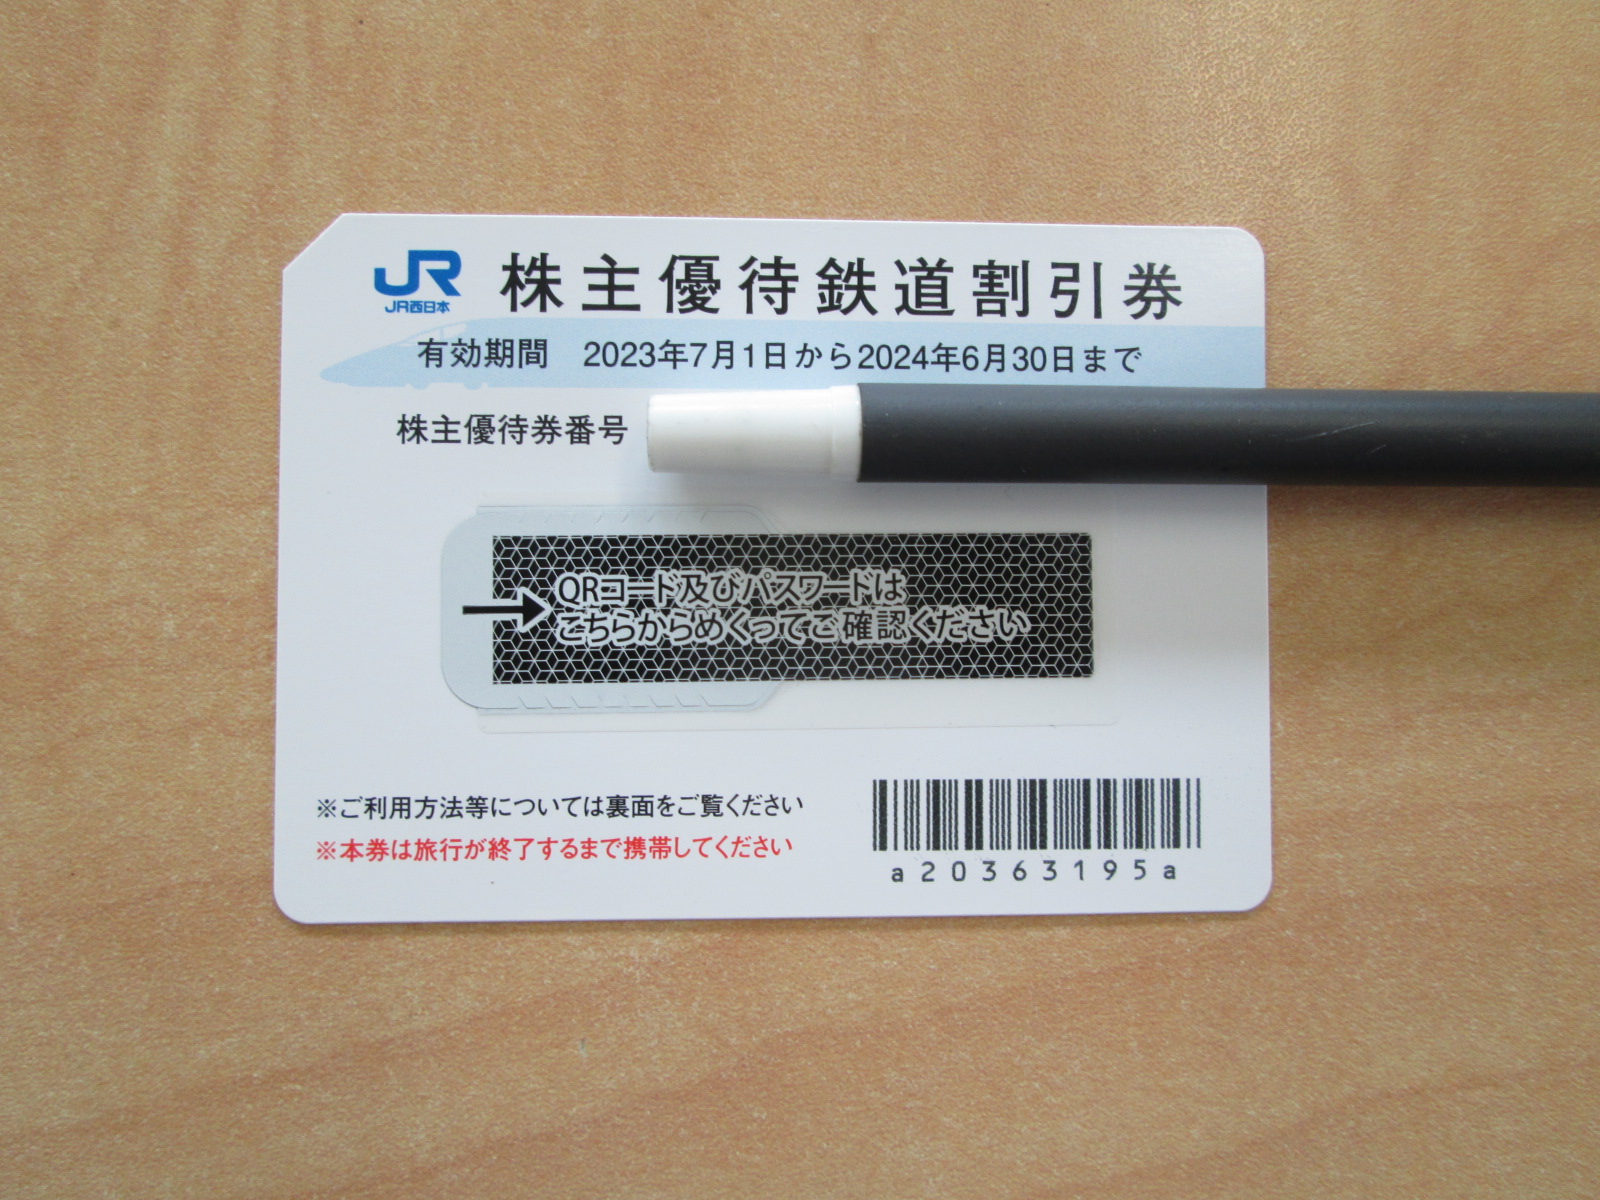 JR 株主優待鉄道割引券
JR西日本
有効期間 2023年7月1日から2024年6月30日まで
株主優待券番号
QRコード及びパスワードは
こちらからめくってご確認ください
※ご利用方法等については裏面をご覧ください
※本券は旅行が終了するまで携帯してください
a20363195a